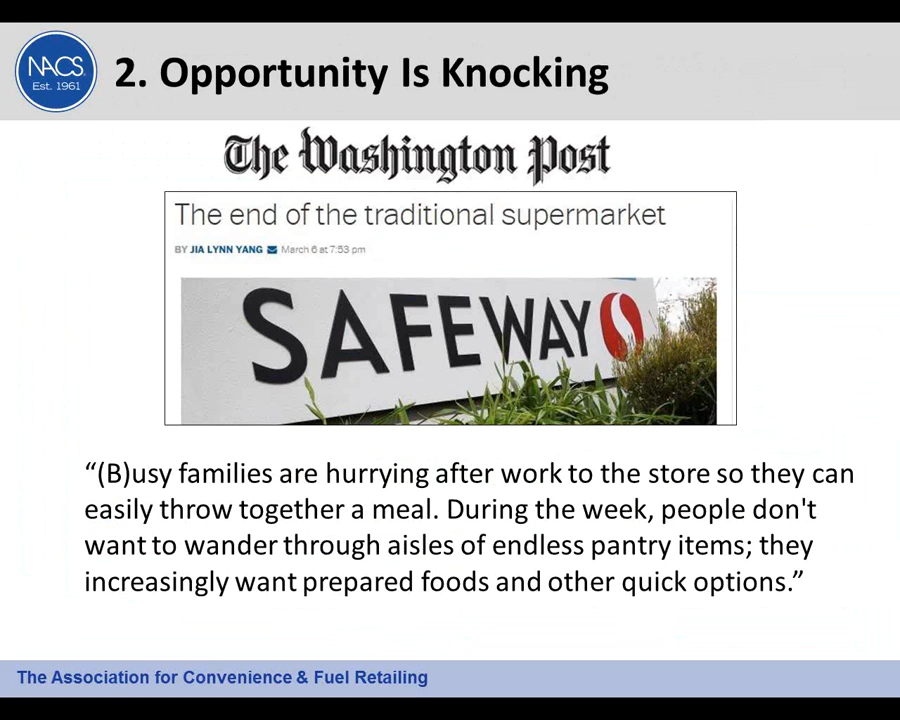 NACS
Est. 1961
2. Opportunity Is Knocking
The Washington Post
The end of the traditional supermarket
BY JIA LYNN YANG March 6 at 7:53 pm
SAFEWAY
“(B)usy families are hurrying after work to the store so they can
easily throw together a meal. During the week, people don't
want to wander through aisles of endless pantry items; they
increasingly want prepared foods and other quick options.”
The Association for Convenience & Fuel Retailing